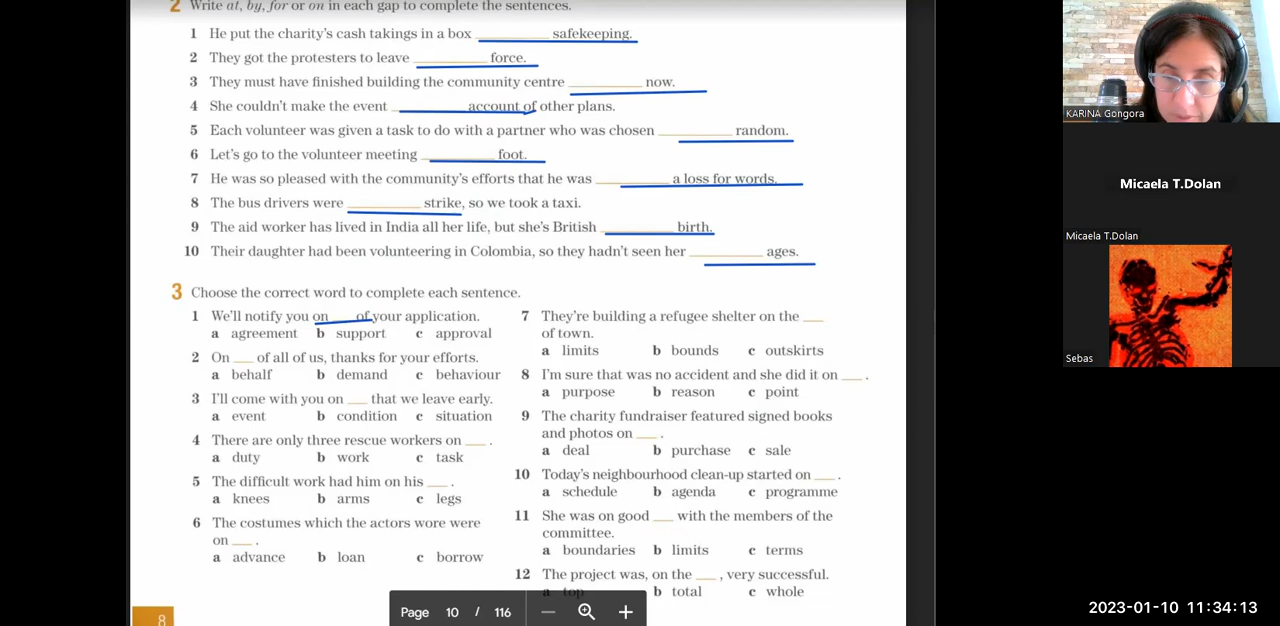 2 Write at, by, for or on in each gap to complete the sentences.
1 He put the charity's cash takings in a box __________ safekeeping.
2 They got the protesters to leave __________ force.
3 They must have finished building the community centre __________ now.
4 She couldn't make the event __________ account of other plans.
5 Each volunteer was given a task to do with a partner who was chosen __________ random.
6 Let's go to the volunteer meeting __________ foot.
7 He was so pleased with the community's efforts that he was __________ a loss for words.
8 The bus drivers were __________ strike, so we took a taxi.
9 The aid worker has lived in India all her life, but she's British __________ birth.
10 Their daughter had been volunteering in Colombia, so they hadn't seen her __________ ages.
3 Choose the correct word to complete each sentence.
1 We'll notify you on ___ of your application.
a agreement b support c approval
2 On ___ of all of us, thanks for your efforts.
a behalf b demand c behaviour
3 I'll come with you on ___ that we leave early.
a event b condition c situation
4 There are only three rescue workers on ___ .
a duty b work c task
5 The difficult work had him on his ___ .
a knees b arms c legs
6 The costumes which the actors wore were
on ___ .
a advance b loan c borrow
7 They're building a refugee shelter on the ___
of town.
a limits b bounds c outskirts
8 I'm sure that was no accident and she did it on ___ .
a purpose b reason c point
9 The charity fundraiser featured signed books
and photos on ___ .
a deal b purchase c sale
10 Today's neighbourhood clean-up started on ___ .
a schedule b agenda c programme
11 She was on good ___ with the members of the
committee.
a boundaries b limits c terms
12 The project was, on the ___ , very successful.
a top b total c whole
8
Page 10 / 116
KARINA Gongora
Micaela T.Dolan
Micaela T.Dolan
Sebas
2023-01-10 11:34:13